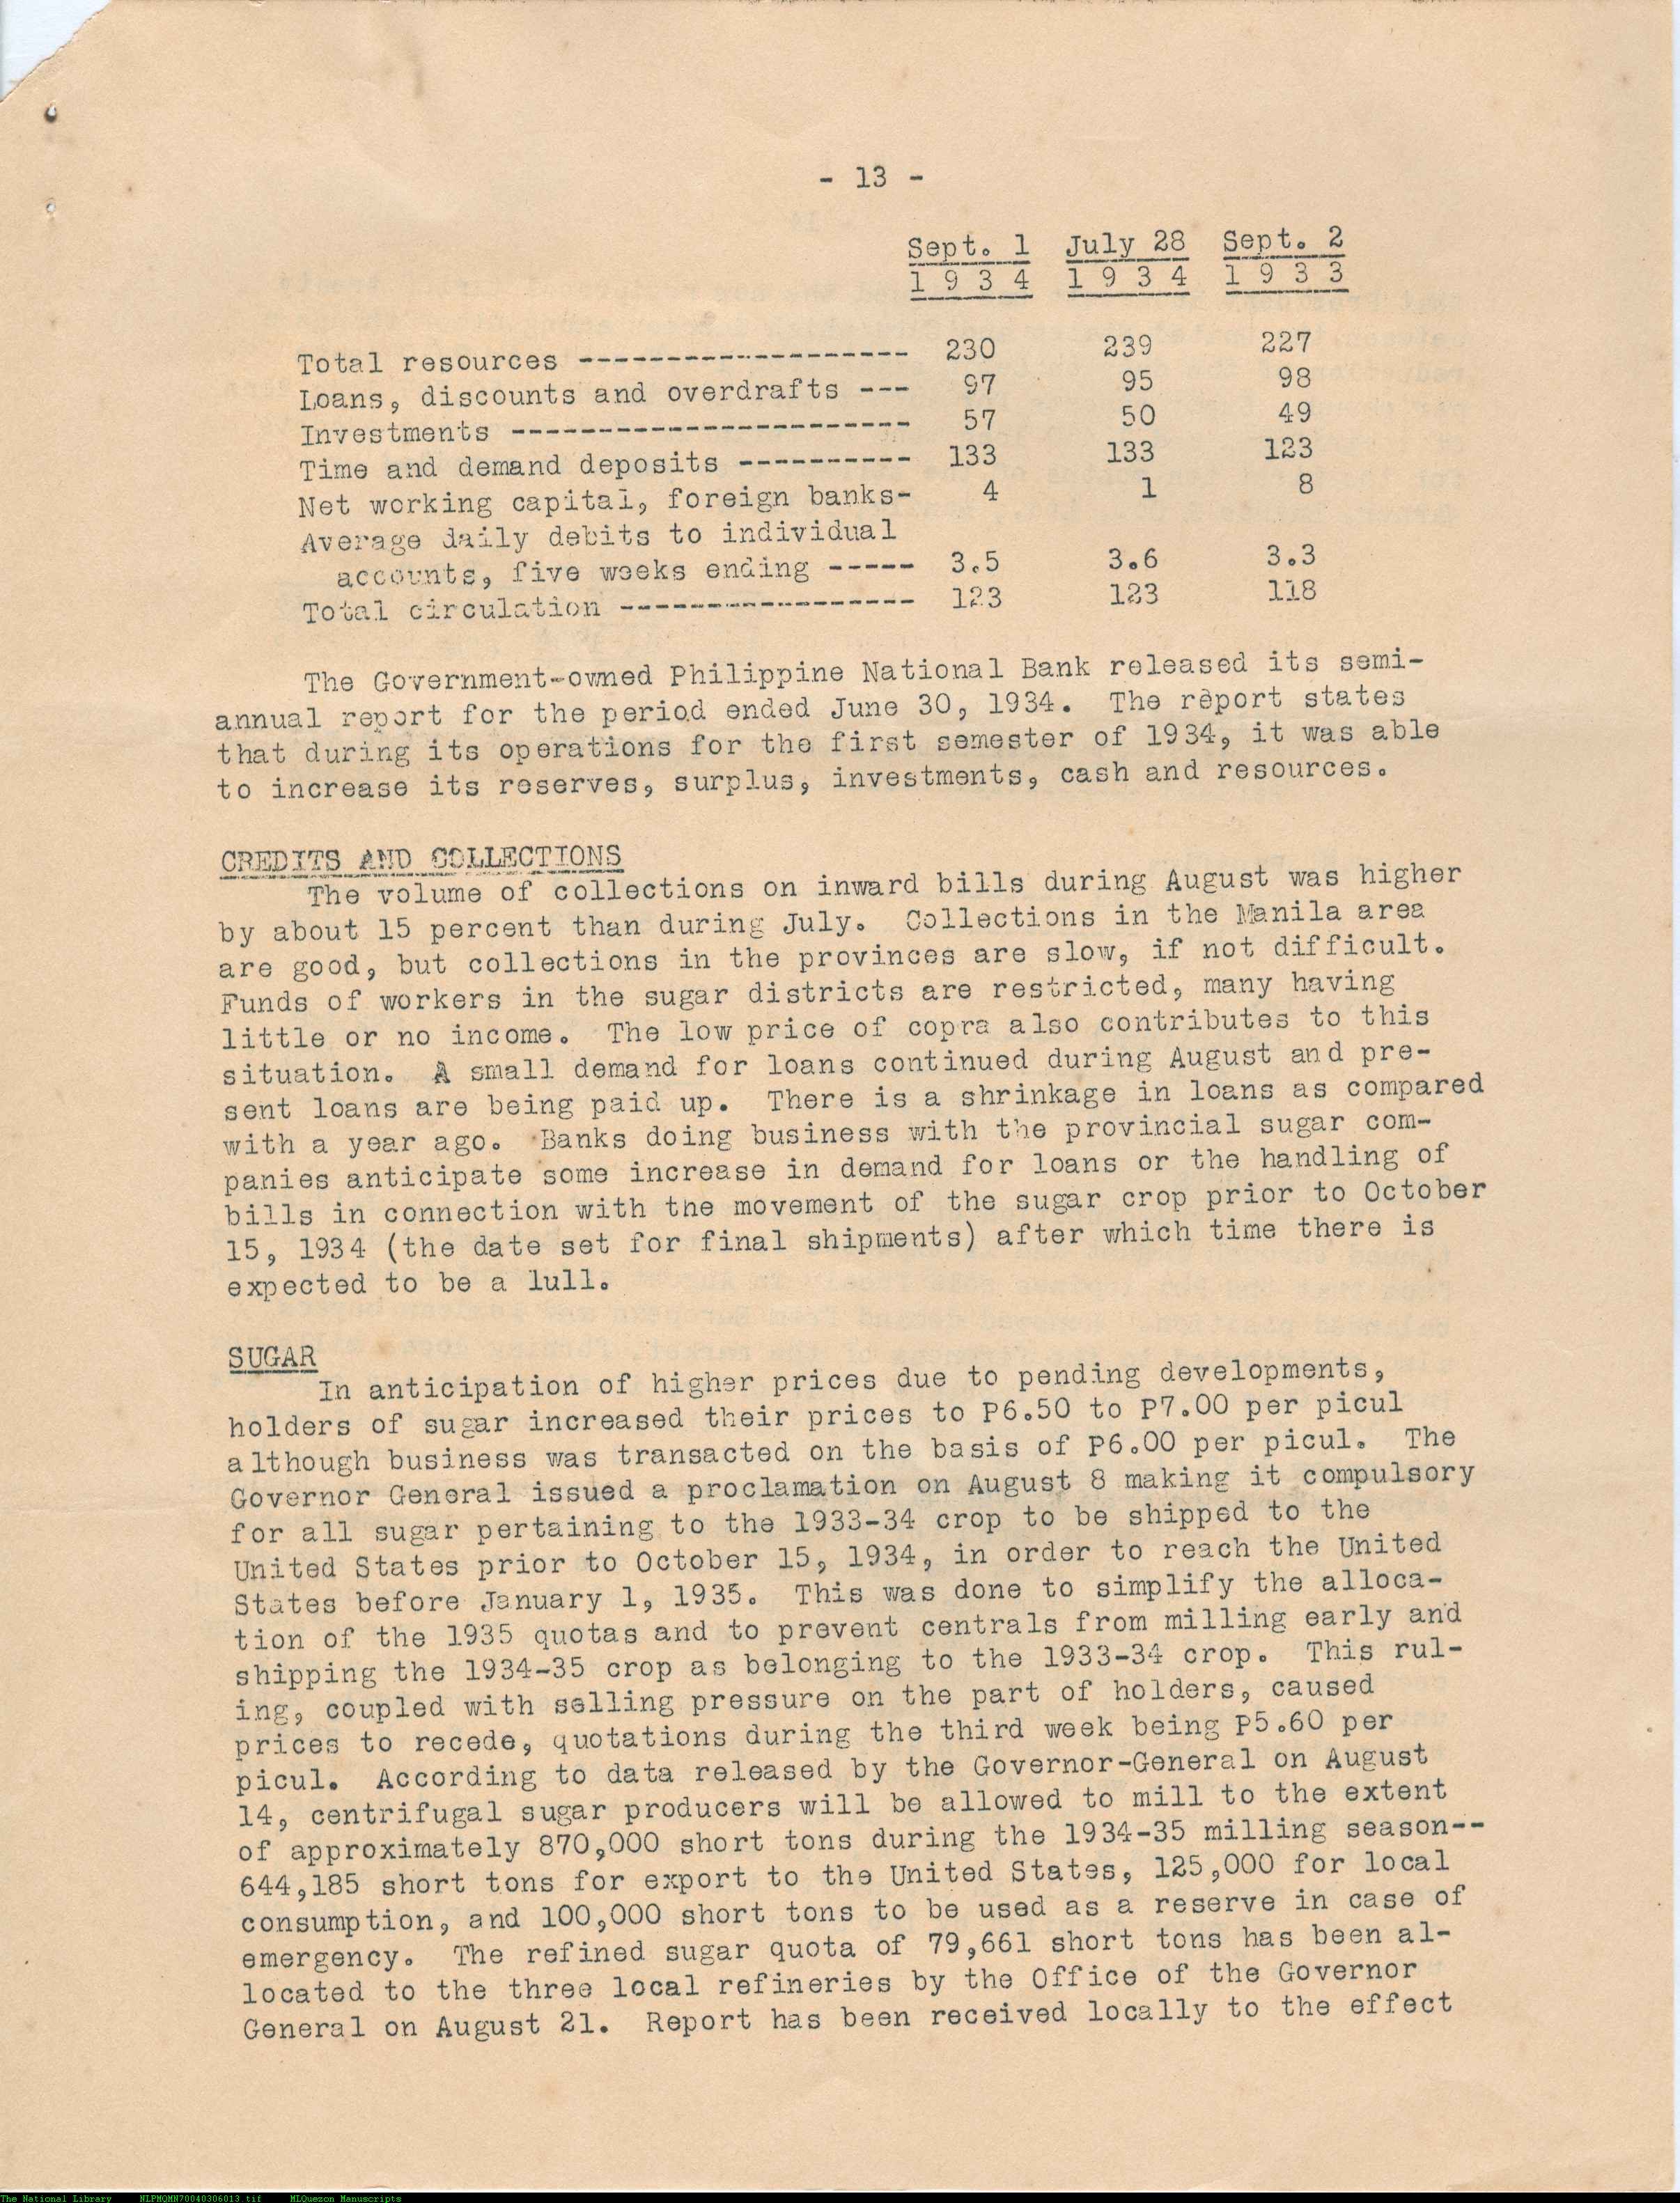 - 13 -
Sept. 1 July 28 Sept. 2
1 9 3 4 1 9 3 4 1 9 3 3
Total resources ------------------- 230 239 227
Loans, discounts and overdrafts --- 97 95 98
Investments ----------------------- 57 50 49
Time and demand deposits ---------- 133 133 123
Net working capital, foreign banks- 4 1 8
Average daily debits to individual
accounts, five weeks ending ----- 3.5 3.6 3.3
Total circulation ----------------- 123 123 118
The Government-owned Philippine National Bank released its semi-
annual report for the period ended June 30, 1934. The report states
that during its operations for the first semester of 1934, it was able
to increase its reserves, surplus, investments, cash and resources.
CREDITS AND COLLECTIONS
The volume of collections on inward bills during August was higher
by about 15 percent than during July. Collections in the Manila area
are good, but collections in the provinces are slow, if not difficult.
Funds of workers in the sugar districts are restricted, many having
little or no income. The low price of copra also contributes to this
situation. A small demand for loans continued during August and pre-
sent loans are being paid up. There is a shrinkage in loans as compared
with a year ago. Banks doing business with the provincial sugar com-
panies anticipate some increase in demand for loans or the handling of
bills in connection with the movement of the sugar crop prior to October
15, 1934 (the date set for final shipments) after which time there is
expected to be a lull.
SUGAR
In anticipation of higher prices due to pending developments,
holders of sugar increased their prices to P6.50 to P7.00 per picul
although business was transacted on the basis of P6.00 per picul. The
Governor General issued a proclamation on August 8 making it compulsory
for all sugar pertaining to the 1933-34 crop to be shipped to the
United States prior to October 15, 1934, in order to reach the United
States before January 1, 1935. This was done to simplify the alloca-
tion of the 1935 quotas and to prevent centrals from milling early and
shipping the 1934-35 crop as belonging to the 1933-34 crop. This rul-
ing, coupled with selling pressure on the part of holders, caused
prices to recede, quotations during the third week being P5.60 per
picul. According to data released by the Governor-General on August
14, centrifugal sugar producers will be allowed to mill to the extent
of approximately 870,000 short tons during the 1934-35 milling season--
644,185 short tons for export to the United States, 125,000 for local
consumption, and 100,000 short tons to be used as a reserve in case of
emergency. The refined sugar quota of 79,661 short tons has been al-
located to the three local refineries by the Office of the Governor
General on August 21. Report has been received locally to the effect
The National Library NLPMQMN70040306013.tif MLQuezon Manuscripts